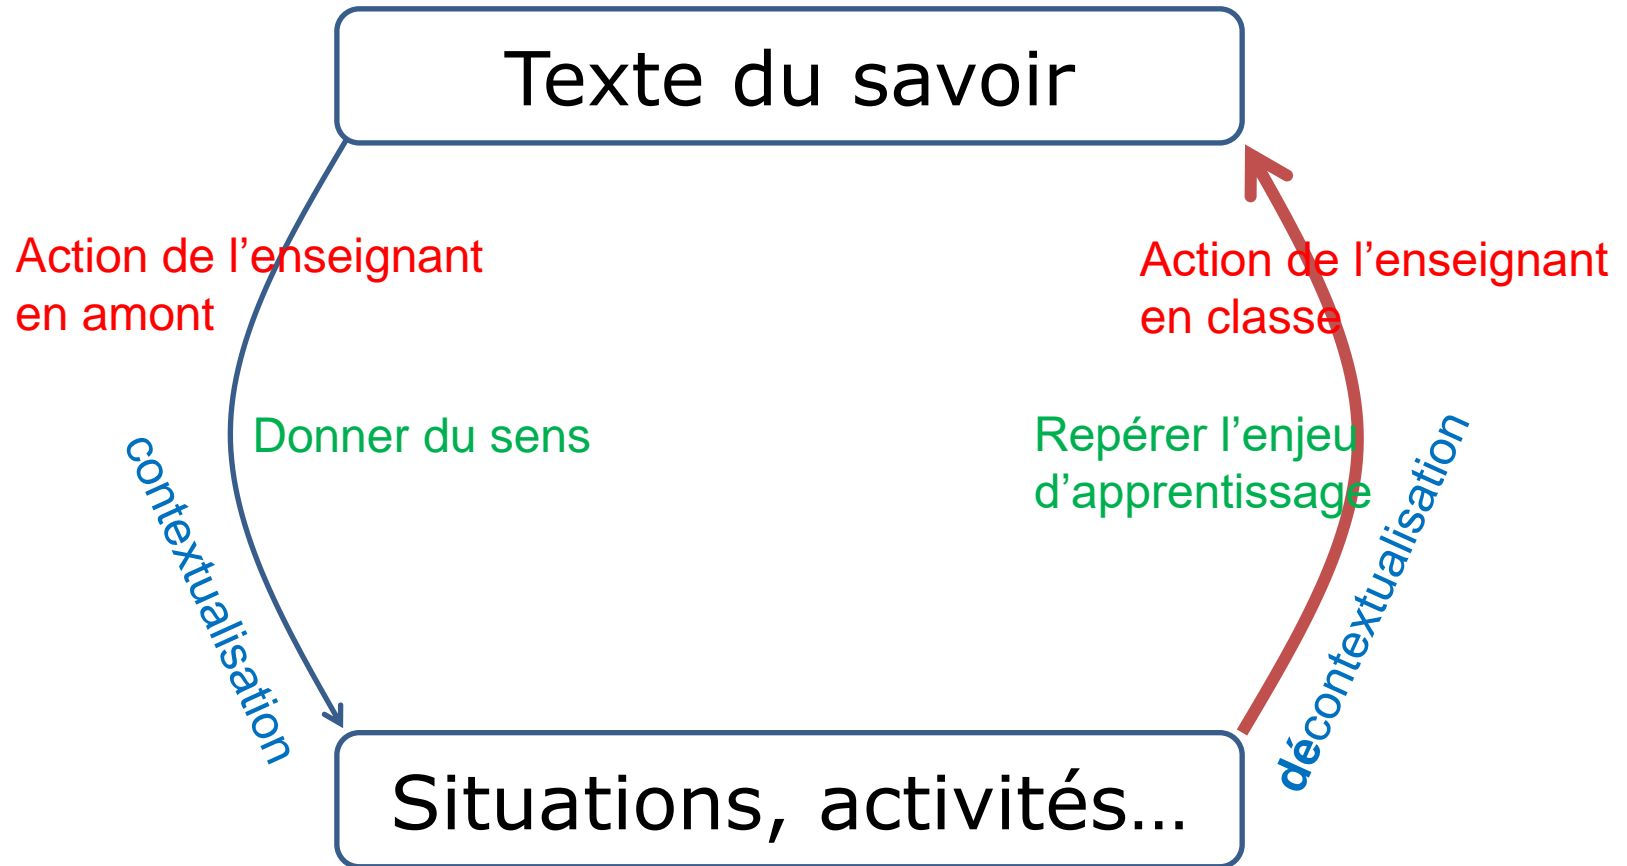 Texte du savoir
Action de l’enseignant
en amont
Action de l’enseignant
en classe
Donner du sens
Repérer l’enjeu
d’apprentissage
contextualisation
décontextualisation
Situations, activités…